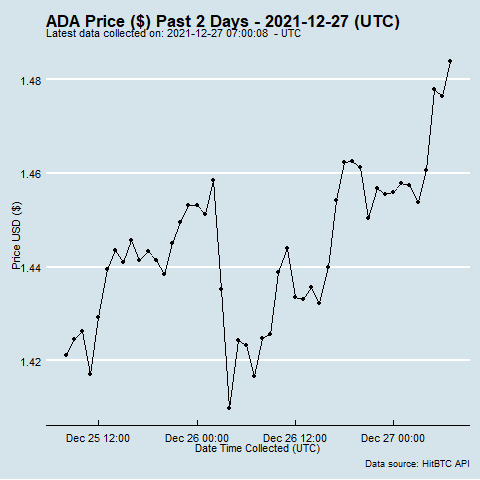 ADA Price ($) Past 2 Days - 2021-12-27 (UTC)
Latest data collected on: 2021-12-27 07:00:08  - UTC
1.48
1.46
1.44
1.42
Price USD ($)
Dec 25 12:00
Dec 26 00:00
Dec 26 12:00
Dec 27 00:00
Date Time Collected (UTC)
Data source: HitBTC API